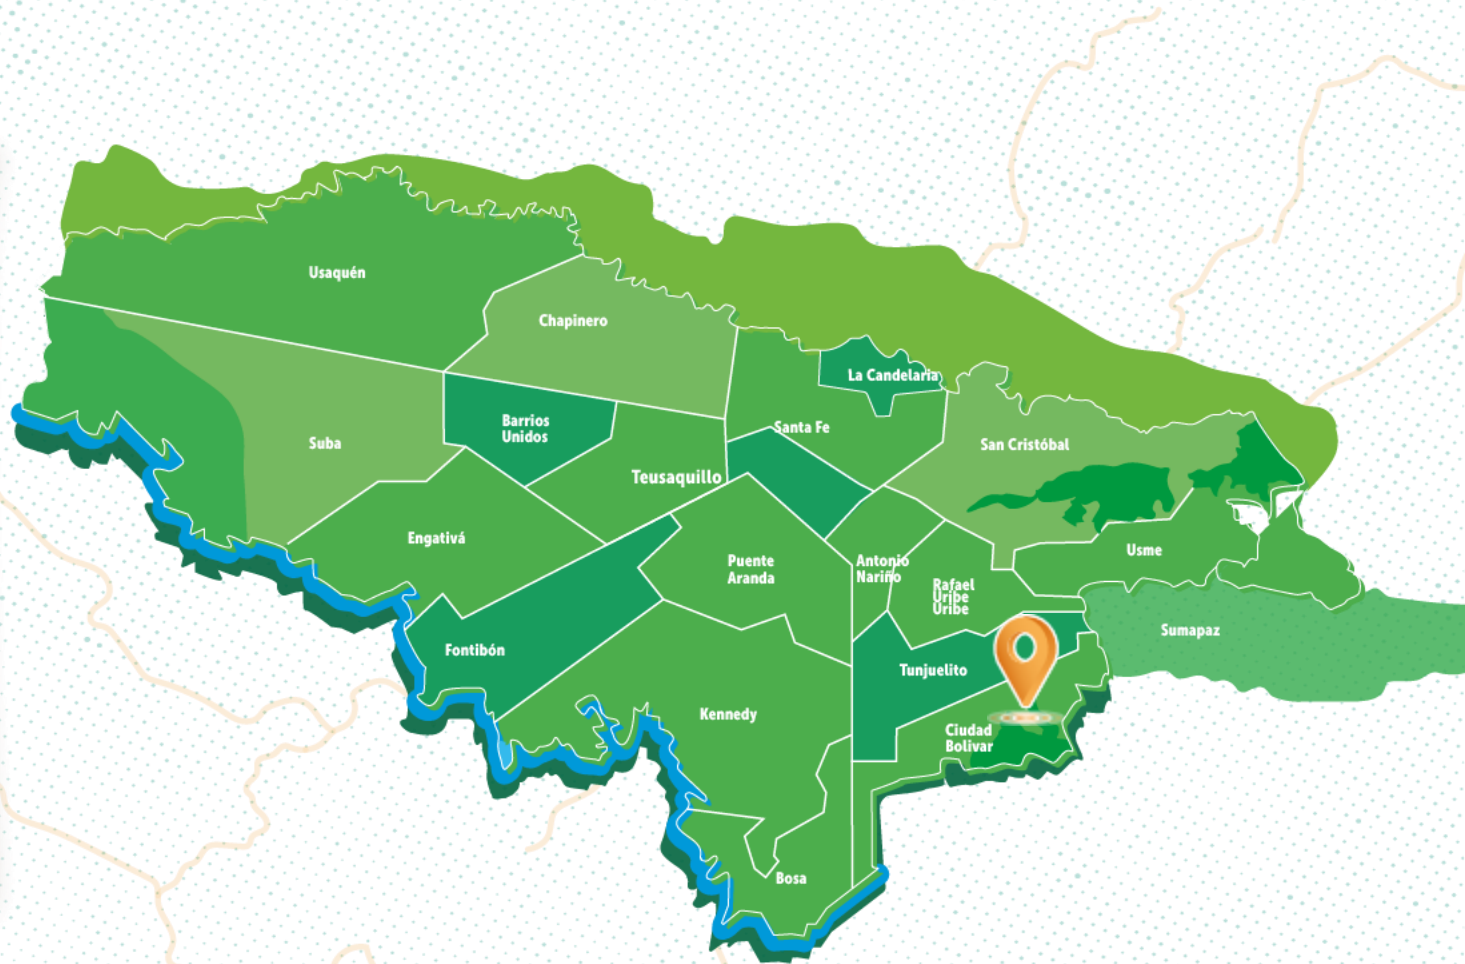 Usaquén
Chapinero
La Candelaria
Barrios
Unidos
Santa Fe
Suba
San Cristóbal
Teusaquillo
Engativá
Usme
Puente
Aranda
Antonio
Nariño
Rafael
Uribe
Uribe
Sumapaz
Fontibón
Tunjuelito
Kennedy
Ciudad
Bolivar
Bosa